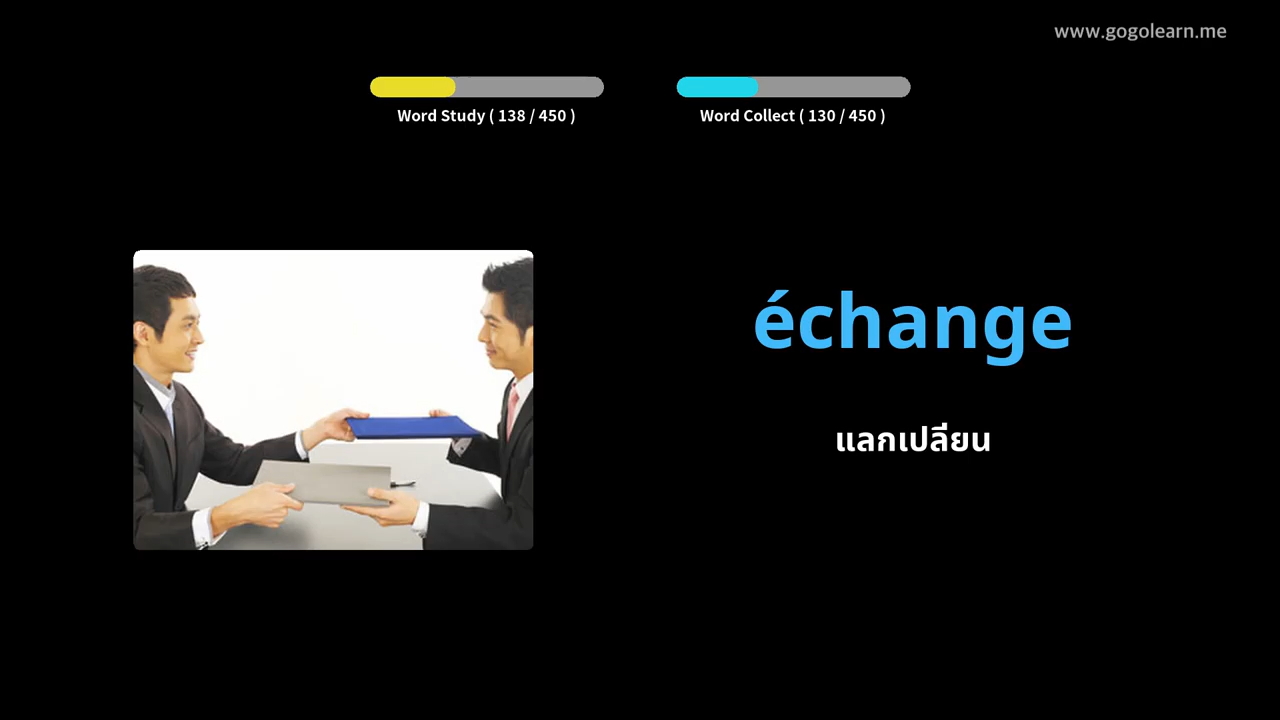 www.gogolearn.me
Word Study ( 138 / 450 )
Word Collect ( 130 / 450 )
échange
แลกเปลี่ยน